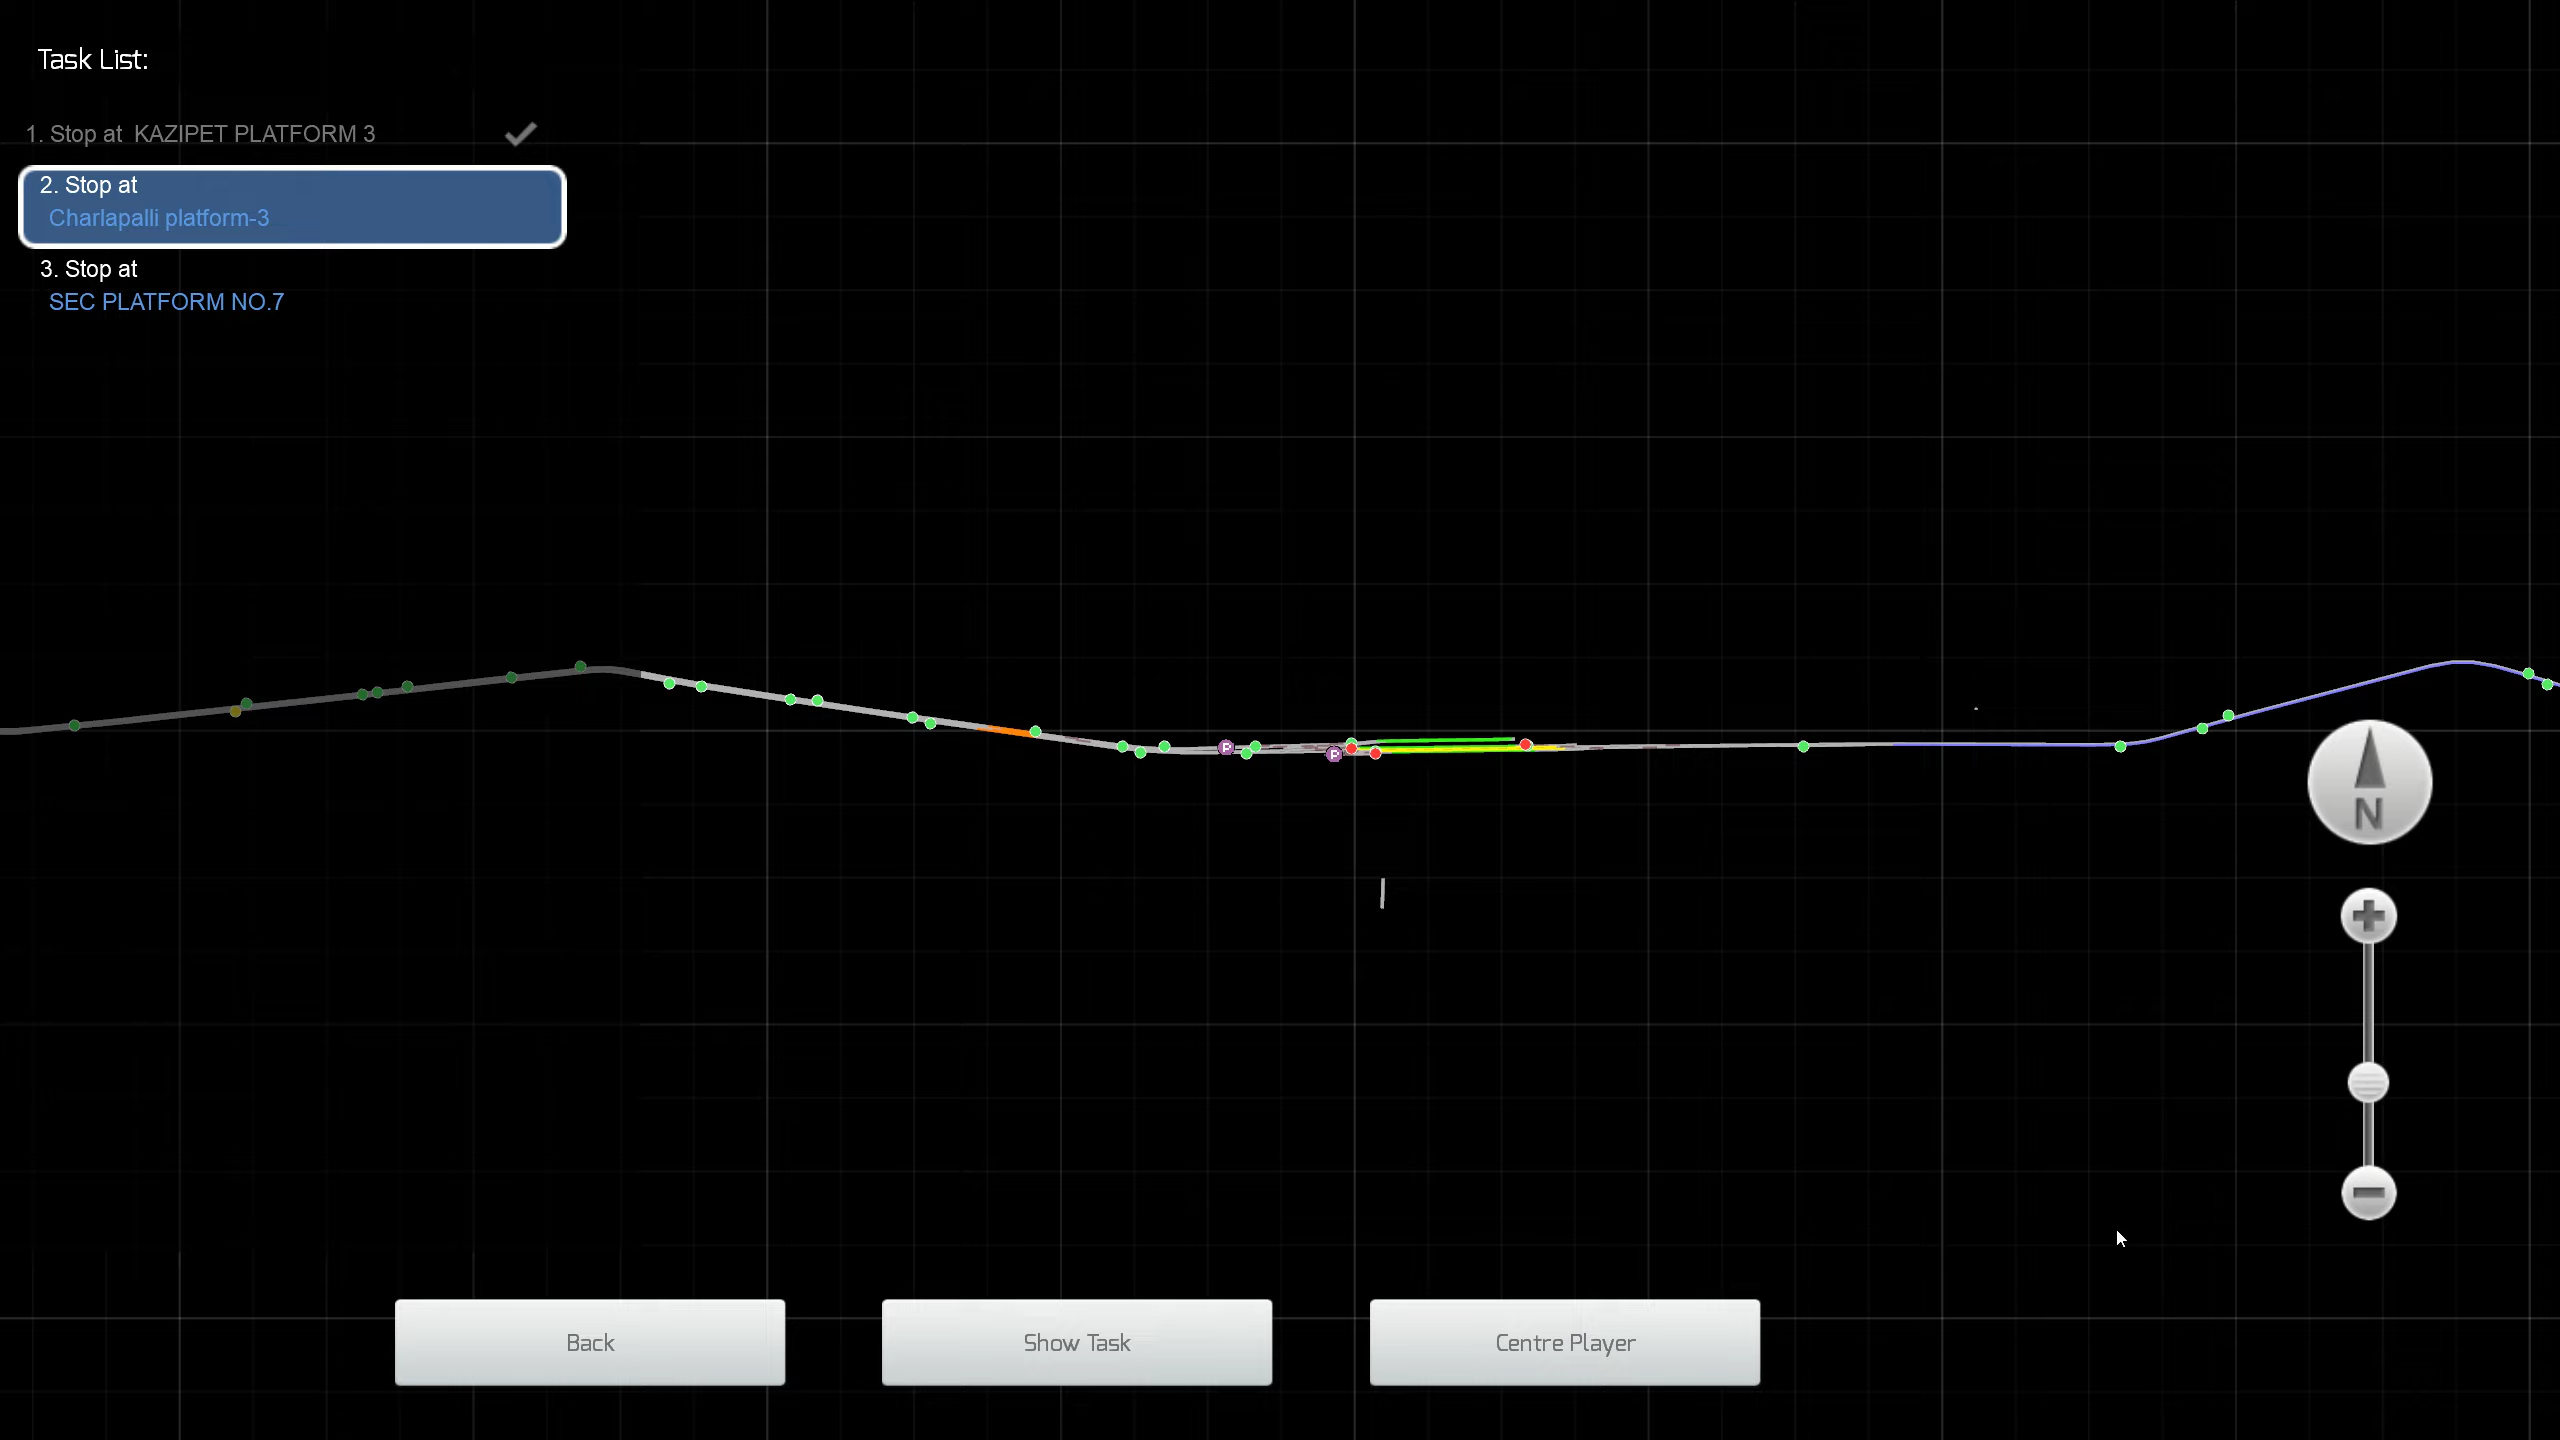 Task List:
1. Stop at KAZIPET PLATFORM 3
2. Stop at
Charlapalli platform-3
3. Stop at
SEC PLATFORM NO.7
P
P
N
Back
Show Task
Centre Player